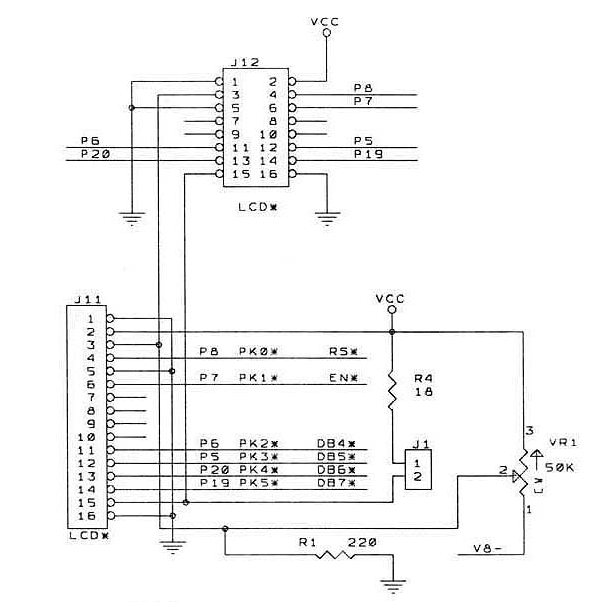 VCC
J12
1 2
3 4 P8
5 6 P7
7 8
9 10
P6 11 12 P5
P20 13 14 P19
15 16
LCD*
J11
VCC
1
2
3
4 P8 PK0* RS*
5
6 P7 PK1* EN*
7
8
9
10
11 P6 PK2* DB4*
12 P5 PK3* DB5*
13 P20 PK4* DB6*
14 P19 PK5* DB7*
15
16
LCD*
R4
18
J1
1
2
3
VR1
2 50K
CW
1
R1 220
V8-